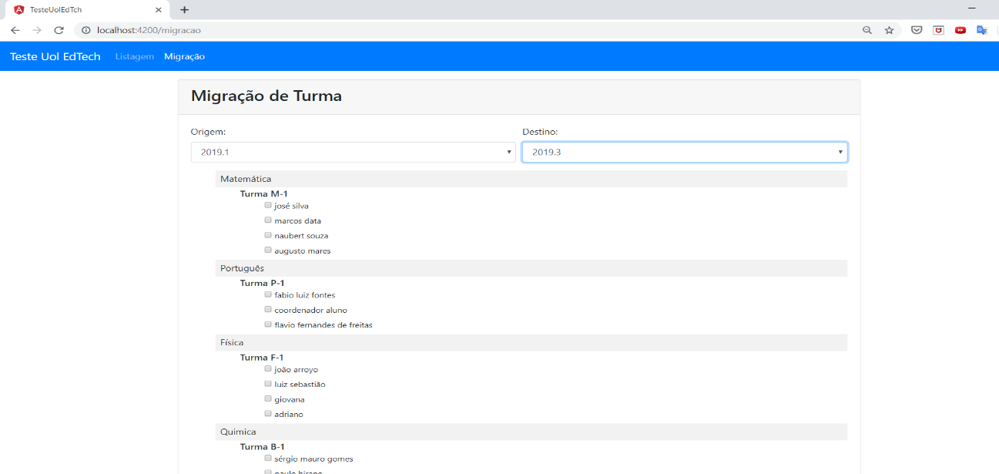 TesteUolEdTch
localhost:4200/migracao
Teste Uol EdTech Listagem Migração
Migração de Turma
Origem: Destino:
2019.1 2019.3
Matemática
Turma M-1
josé silva
marcos data
naubert souza
augusto mares
Português
Turma P-1
fabio luiz fontes
coordenador aluno
flavio fernandes de freitas
Física
Turma F-1
joão arroyo
luiz sebastião
giovana
adriano
Quimica
Turma B-1
sérgio mauro gomes